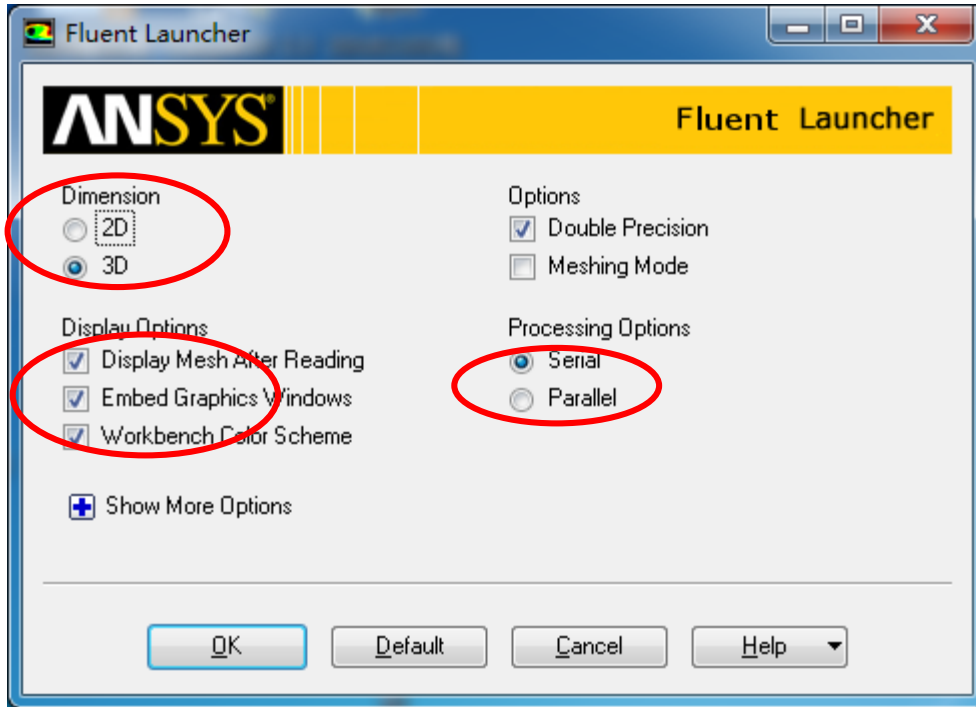 Fluent Launcher
ANSYS®
Fluent Launcher
Dimension
2D
3D
Options
Double Precision
Meshing Mode
Display Options
Display Mesh After Reading
Embed Graphics Windows
Workbench Color Scheme
Processing Options
Serial
Parallel
Show More Options
OK
Default
Cancel
Help